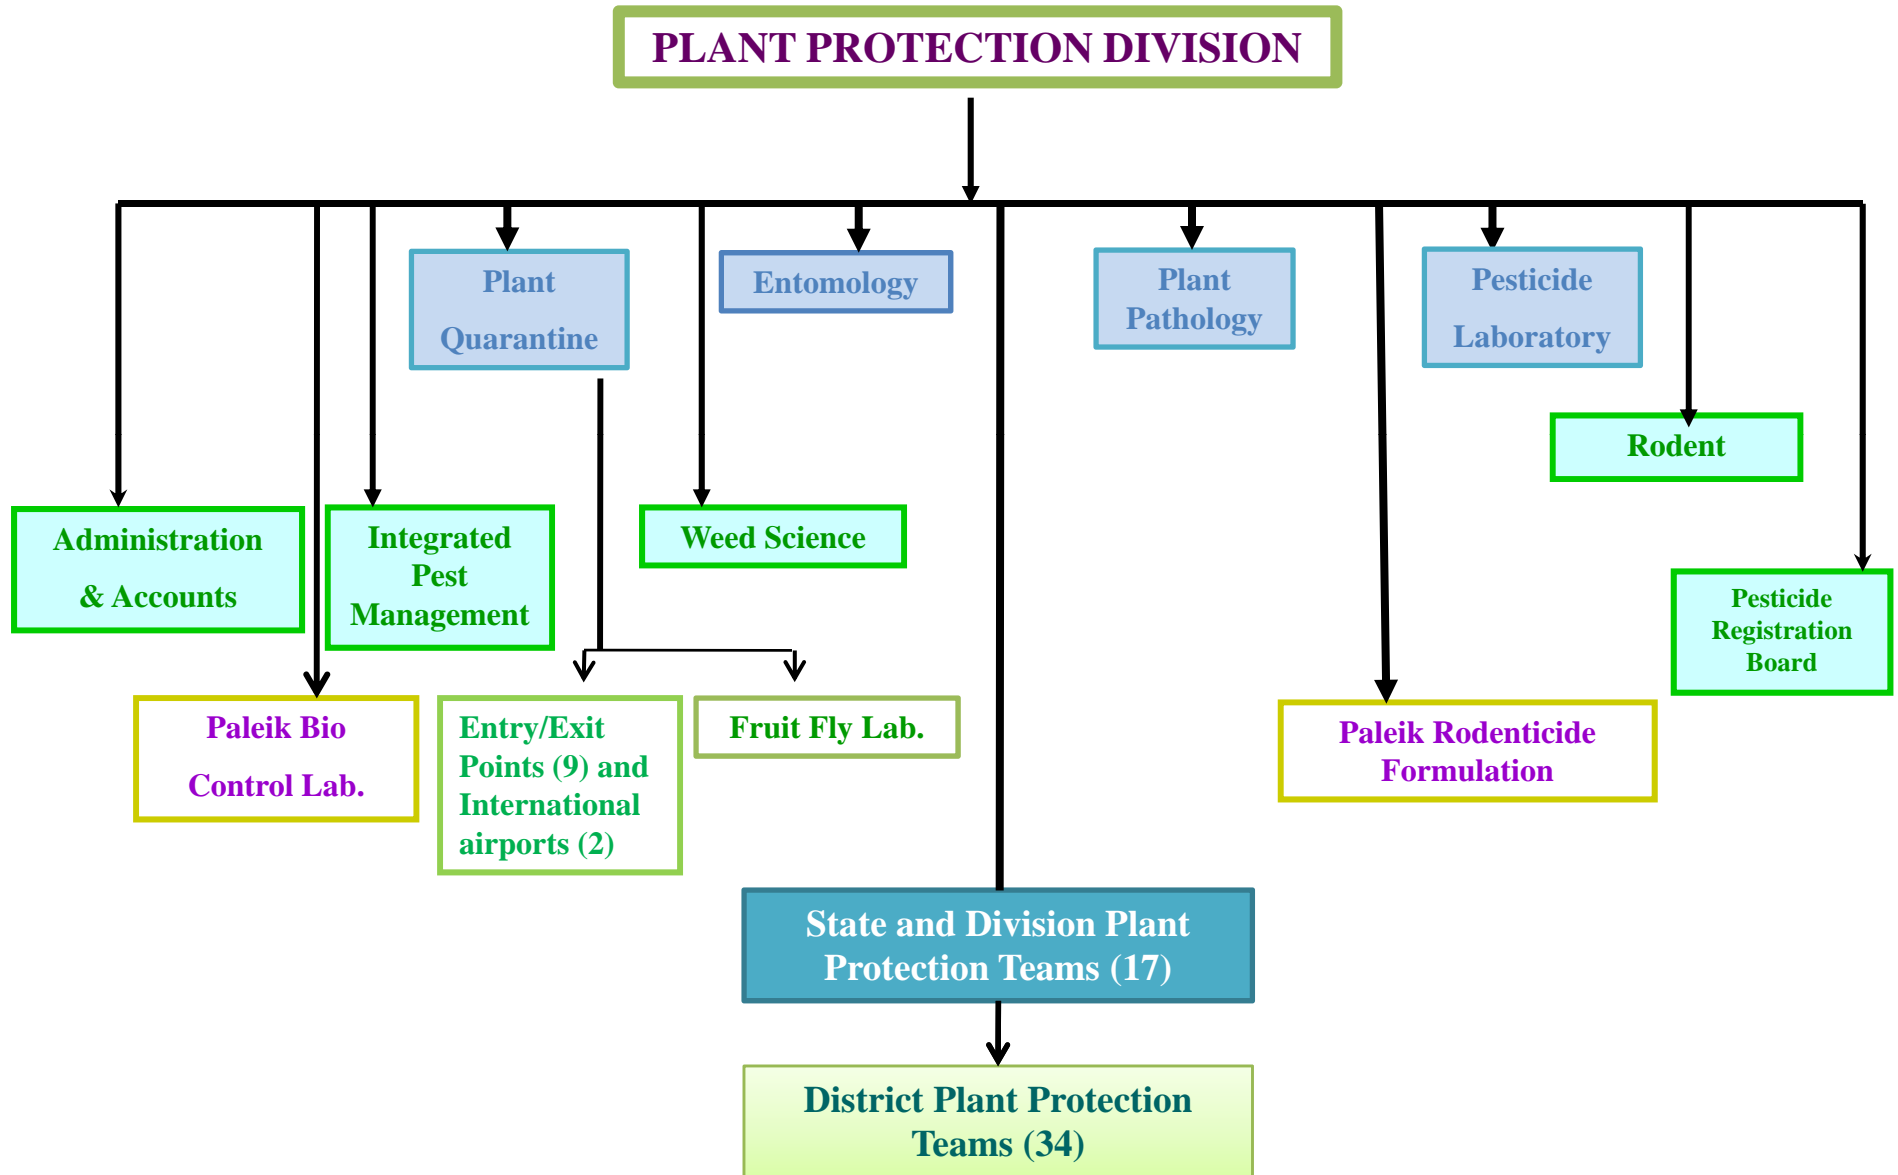 PLANT PROTECTION DIVISION
Plant
Quarantine
Entomology
Plant
Pathology
Pesticide
Laboratory
Rodent
Administration
& Accounts
Integrated
Pest
Management
Weed Science
Pesticide
Registration
Board
Paleik Bio
Control Lab.
Entry/Exit
Points (9) and
International
airports (2)
Fruit Fly Lab.
Paleik Rodenticide
Formulation
State and Division Plant
Protection Teams (17)
District Plant Protection
Teams (34)